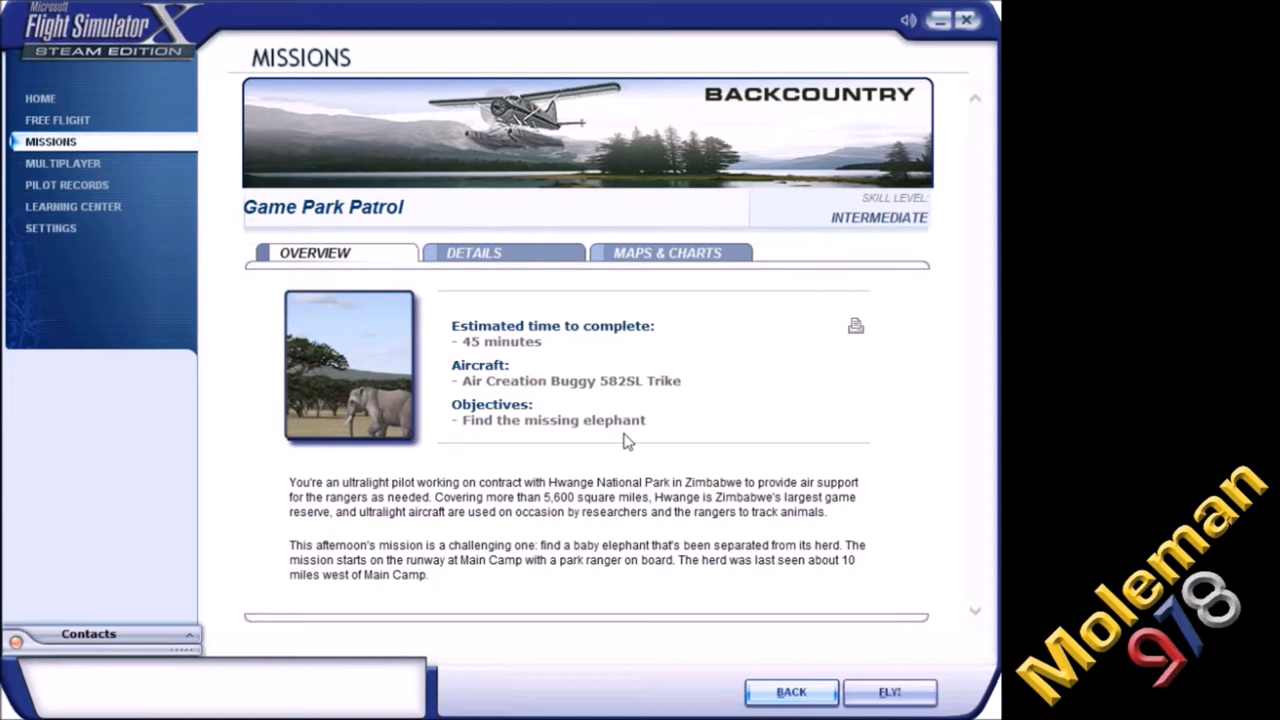 Microsoft
Flight Simulator X
STEAM EDITION
HOME
FREE FLIGHT
MISSIONS
MULTIPLAYER
PILOT RECORDS
LEARNING CENTER
SETTINGS
Contacts
MISSIONS
BACKCOUNTRY
Game Park Patrol
SKILL LEVEL:
INTERMEDIATE
OVERVIEW
DETAILS
MAPS & CHARTS
Estimated time to complete:
- 45 minutes
Aircraft:
- Air Creation Buggy 582SL Trike
Objectives:
- Find the missing elephant
You're an ultralight pilot working on contract with Hwange National Park in Zimbabwe to provide air support
for the rangers as needed. Covering more than 5,600 square miles, Hwange is Zimbabwe's largest game
reserve, and ultralight aircraft are used on occasion by researchers and the rangers to track animals.
This afternoon's mission is a challenging one: find a baby elephant that's been separated from its herd. The
mission starts on the runway at Main Camp with a park ranger on board. The herd was last seen about 10
miles west of Main Camp.
BACK
FLY!
Moleman
978